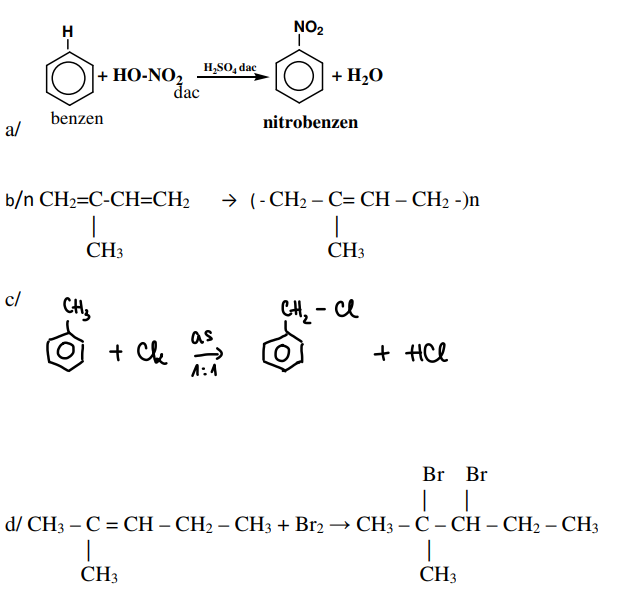 H NO₂
+ HO-NO₂ H₂SO₄ dac + H₂O
dac
benzen
nitrobenzen
a/
b/n CH₂=C-CH=CH₂ → (- CH₂ – C= CH – CH₂ -)n
| |
CH₃ CH₃
c/
CH₃ CH₂ - Cl
+ as → + HCl
1:1
Br Br
| |
d/ CH₃ – C = CH – CH₂ – CH₃ + Br₂ → CH₃ – C – CH – CH₂ – CH₃
| |
CH₃ CH₃